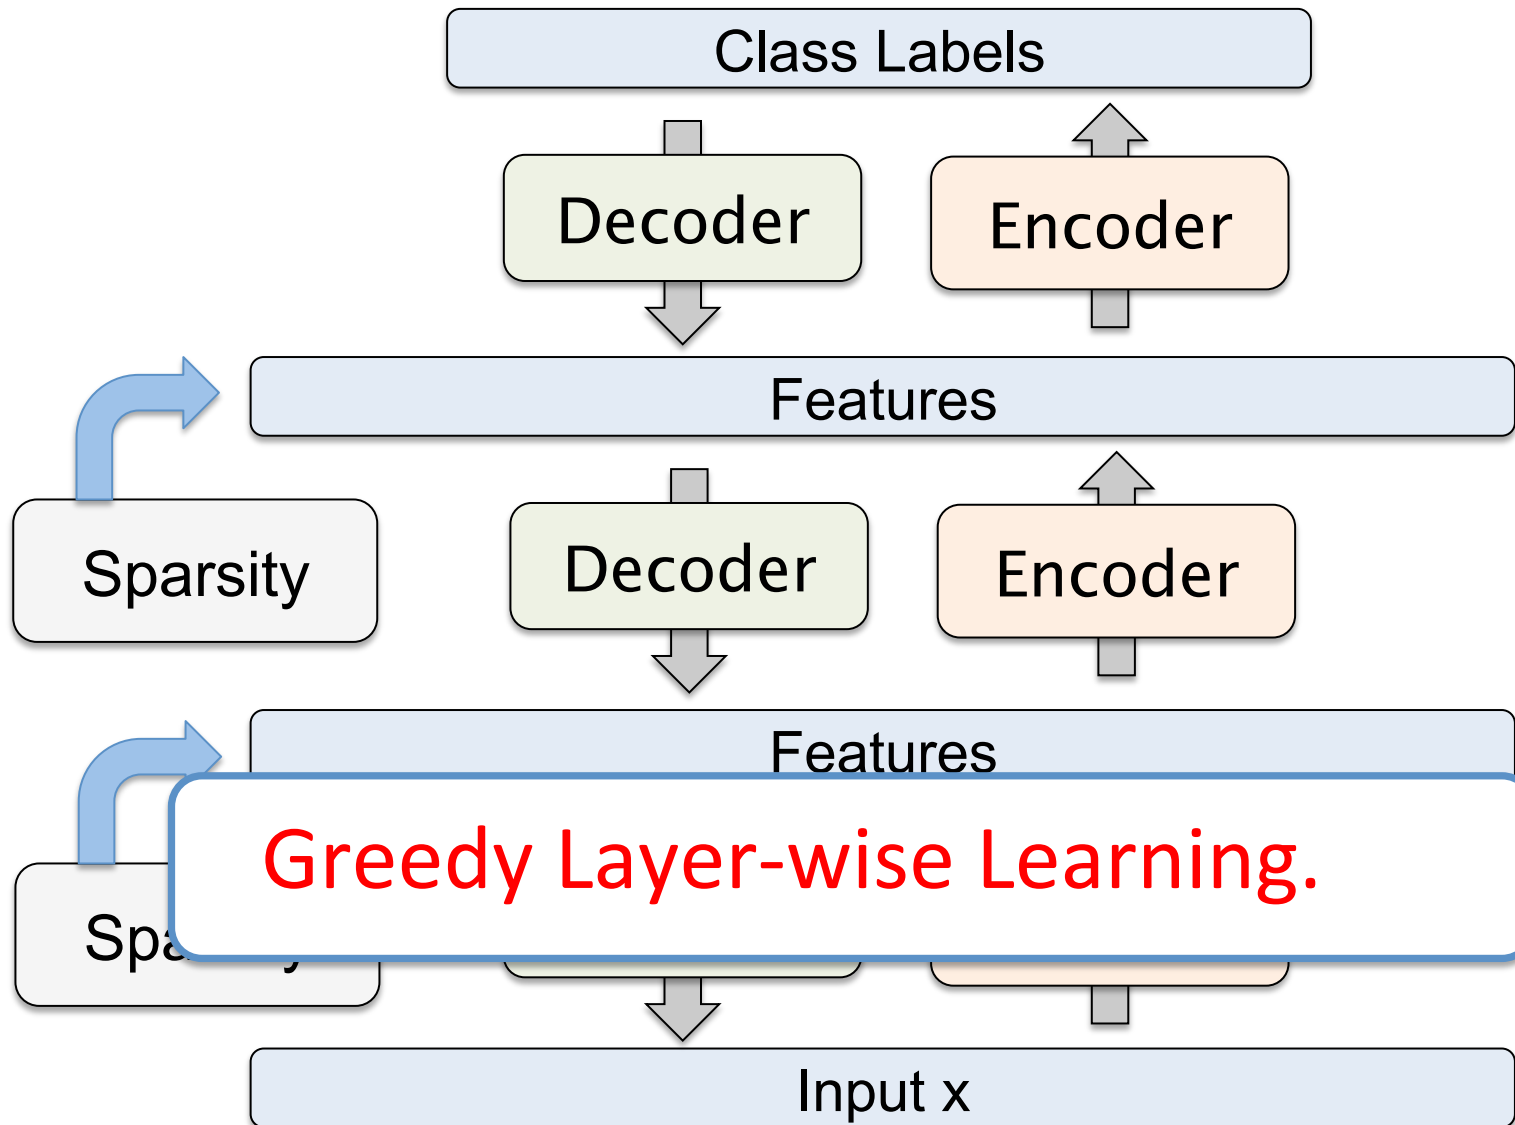 Class Labels
Decoder
Encoder
Features
Sparsity
Decoder
Encoder
Features
Greedy Layer-wise Learning.
Input x